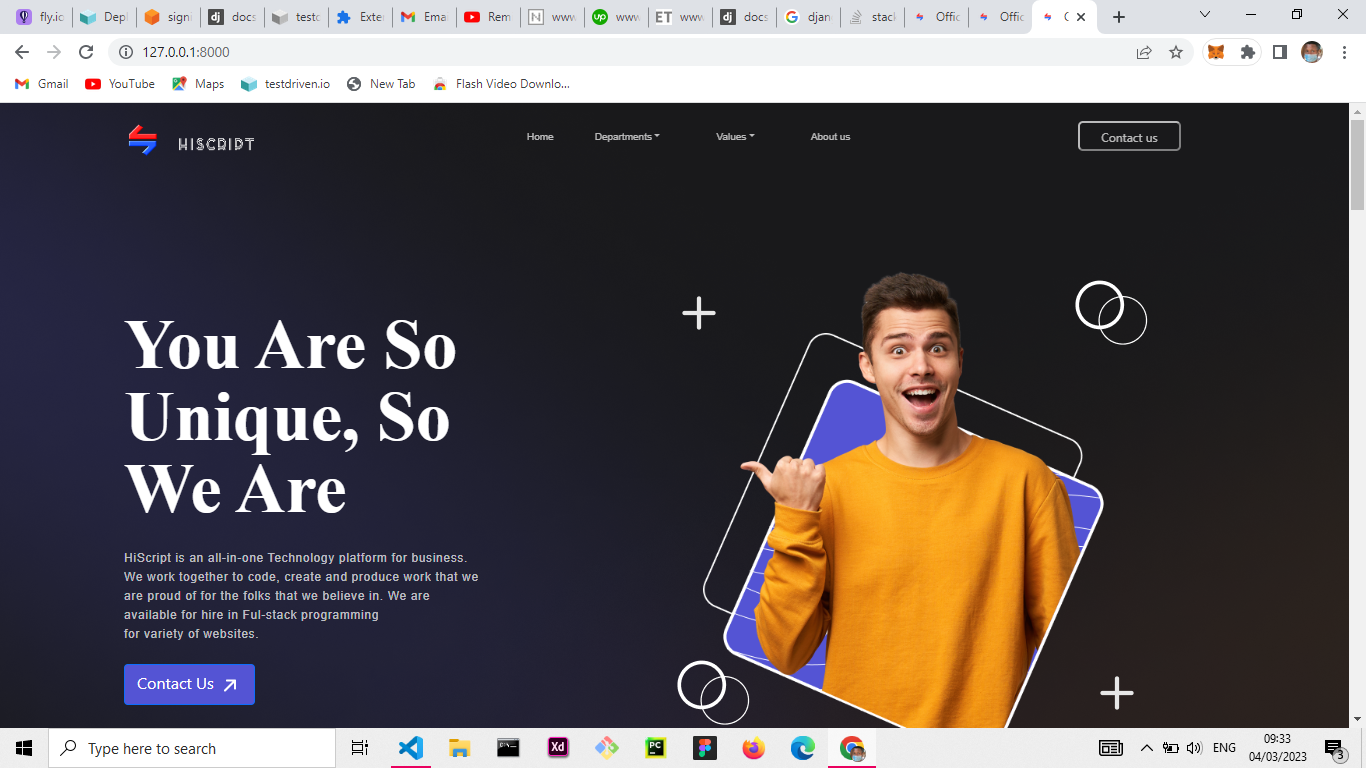 fly.io
Depl
signi
docs
testc
Exter
Emai
Rem
www
www
www
docs
djan
stack
Offic
Offic
127.0.0.1:8000
Gmail
YouTube
Maps
testdriven.io
New Tab
Flash Video Downlo...
HISCRIPT
Home
Departments
Values
About us
Contact us
You Are So
Unique, So
We Are
HiScript is an all-in-one Technology platform for business.
We work together to code, create and produce work that we
are proud of for the folks that we believe in. We are
available for hire in Ful-stack programming
for variety of websites.
Contact Us
Type here to search
ENG
09:33
04/03/2023
3